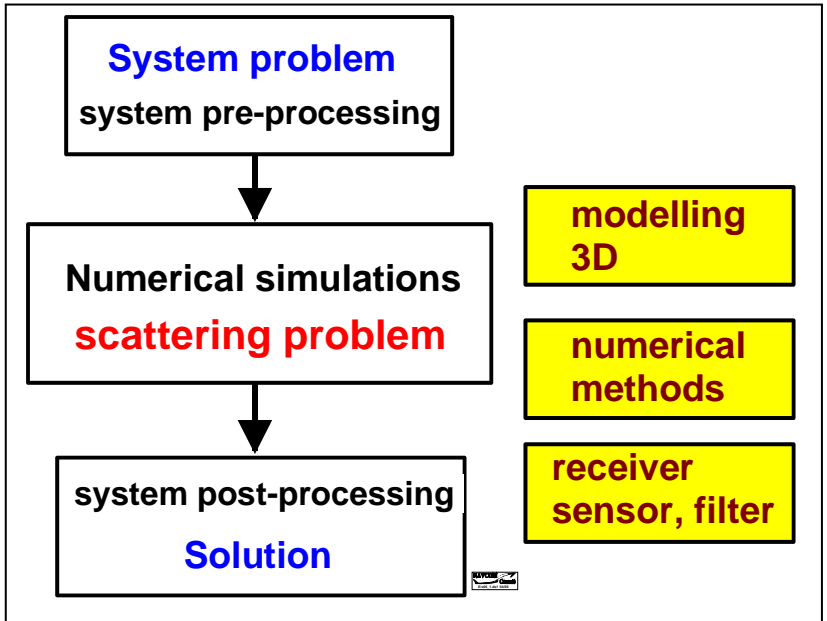 System problem
system pre-processing
Numerical simulations
scattering problem
system post-processing
Solution
modelling
3D
numerical
methods
receiver
sensor, filter